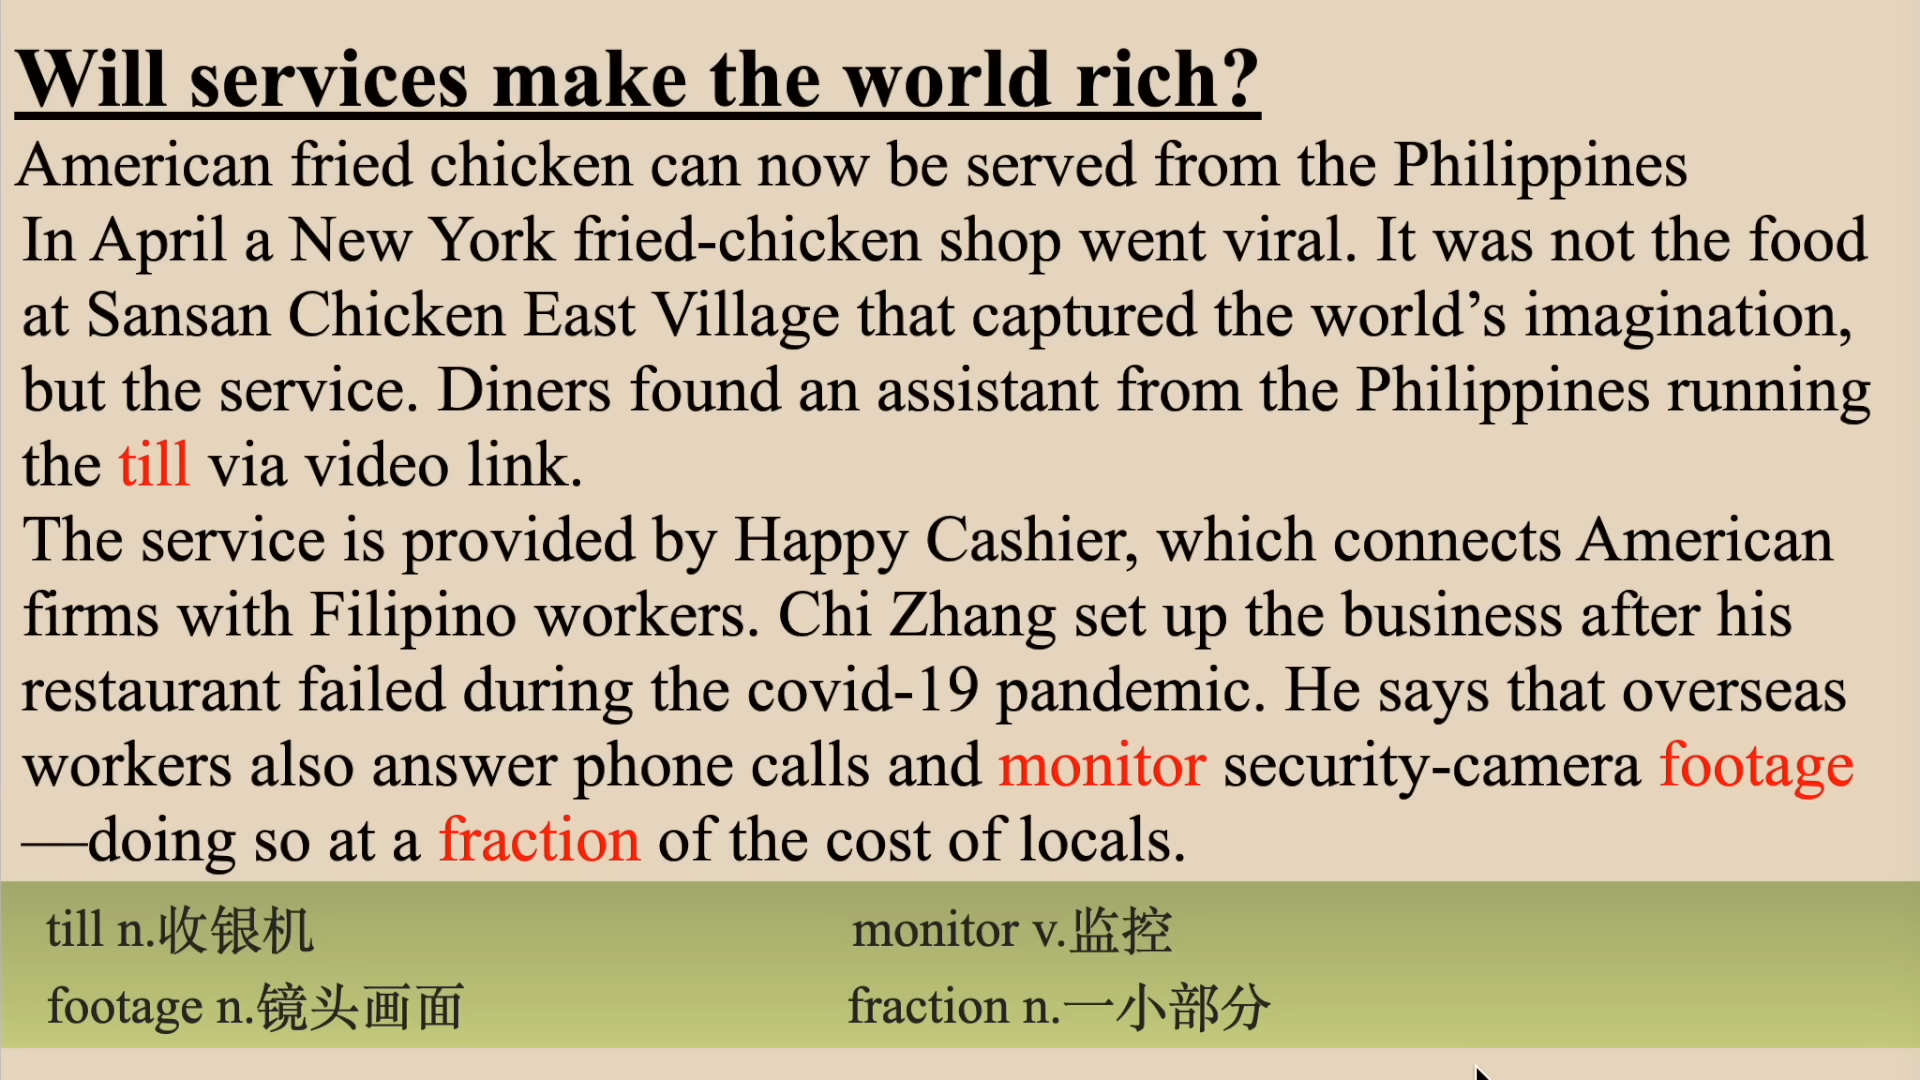 Will services make the world rich?
American fried chicken can now be served from the Philippines
In April a New York fried-chicken shop went viral. It was not the food
at Sansan Chicken East Village that captured the world’s imagination,
but the service. Diners found an assistant from the Philippines running
the till via video link.
The service is provided by Happy Cashier, which connects American
firms with Filipino workers. Chi Zhang set up the business after his
restaurant failed during the covid-19 pandemic. He says that overseas
workers also answer phone calls and monitor security-camera footage
—doing so at a fraction of the cost of locals.
till n.收银机 monitor v.监控
footage n.镜头画面 fraction n.一小部分